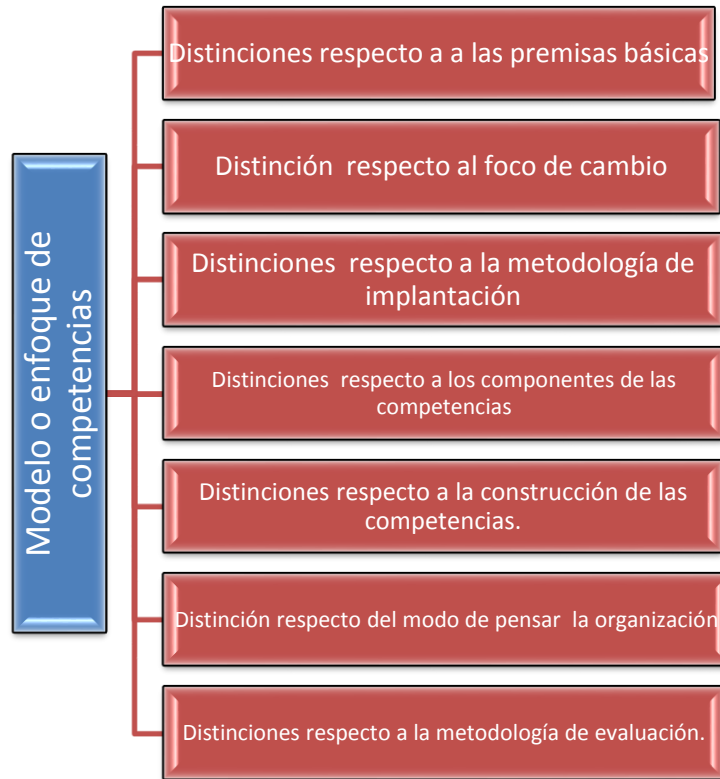 Modelo o enfoque de
competencias
Distinciones respecto a a las premisas básicas
Distinción respecto al foco de cambio
Distinciones respecto a la metodología de
implantación
Distinciones respecto a los componentes de las
competencias
Distinciones respecto a la construcción de las
competencias.
Distinción respecto del modo de pensar la organización
Distinciones respecto a la metodología de evaluación.